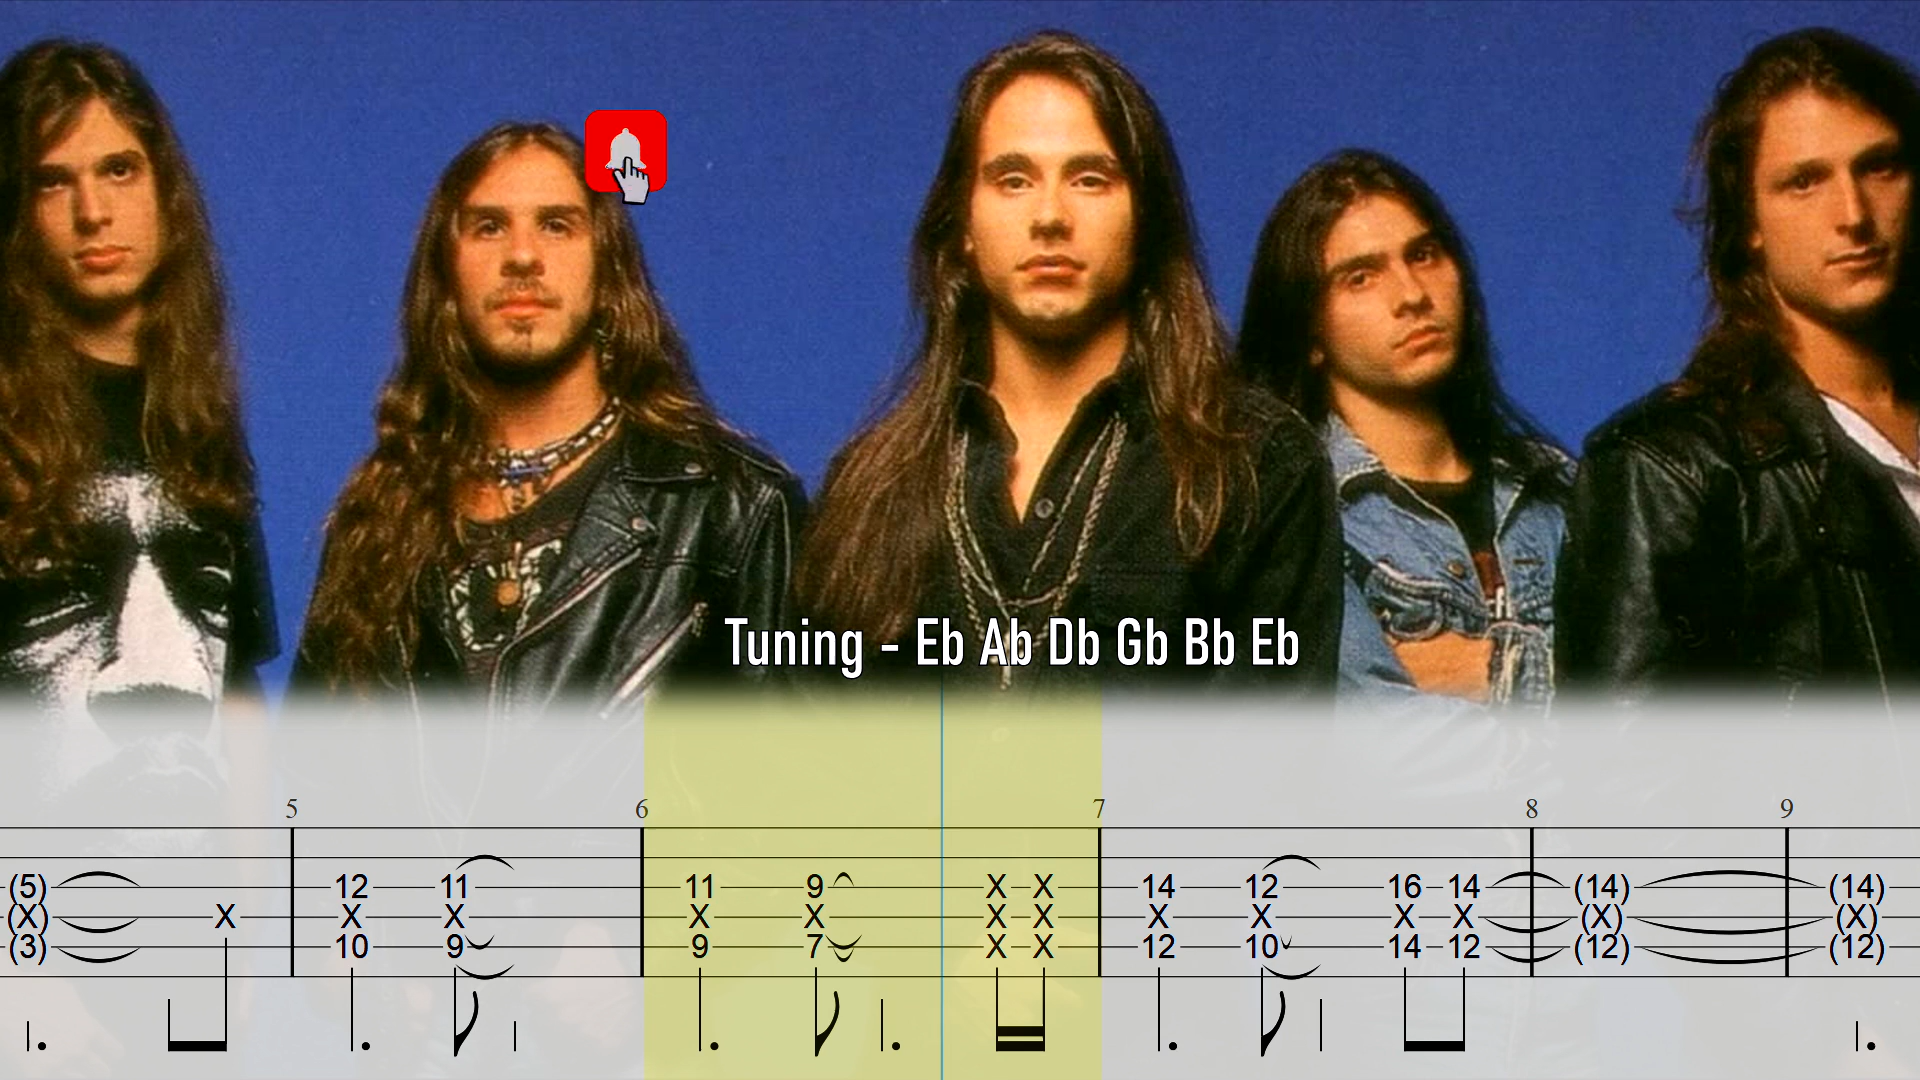 Tuning - Eb Ab Db Gb Bb Eb
5 6 7 8 9
(5) 12 11 11 9 X X 14 12 16 14 (14) (14)
(X) X X X X X X X X X X X (X) (X)
(3) 10 9 9 7 X X 12 10 14 12 (12) (12)